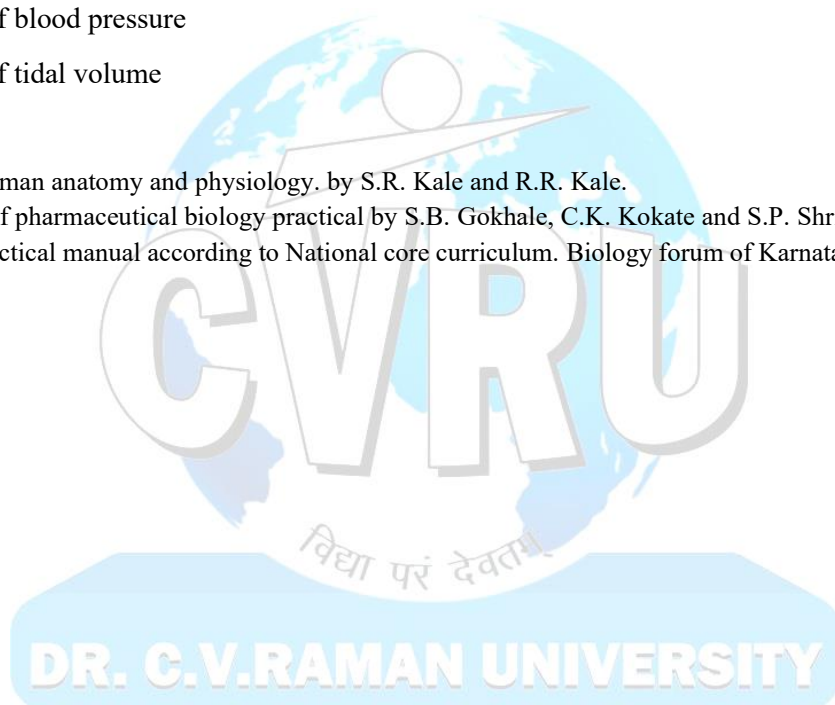 f blood pressure
f tidal volume
man anatomy and physiology. by S.R. Kale and R.R. Kale.
f pharmaceutical biology practical by S.B. Gokhale, C.K. Kokate and S.P. Shr
ctical manual according to National core curriculum. Biology forum of Karnata
CVRU
विद्या परं देवतम्
DR. C.V.RAMAN UNIVERSITY